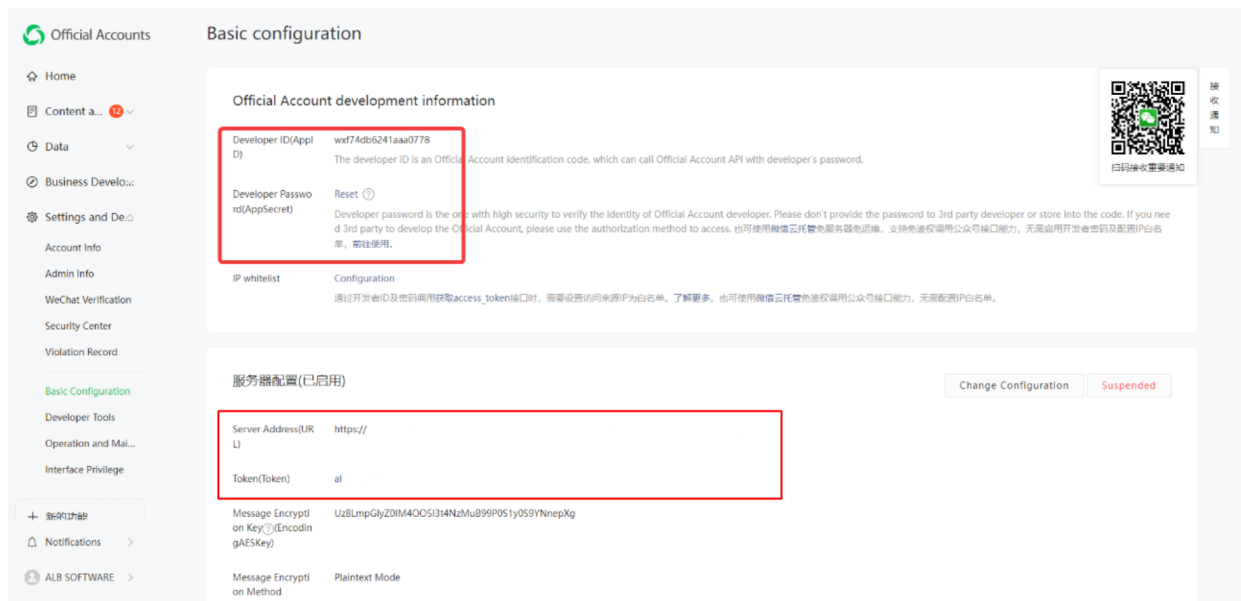 Official Accounts
Home
Content a... 12
Data
Business Develo...
Settings and De...
Account Info
Admin Info
WeChat Verification
Security Center
Violation Record
Basic Configuration
Developer Tools
Operation and Mai...
Interface Privilege
新的功能
Notifications
ALB SOFTWARE
Basic configuration
Official Account development information
Developer ID(AppI
D)
wxf74db6241aaa0778
The developer ID is an Official Account identification code, which can call Official Account API with developer's password.
Developer Passwo
rd(AppSecret)
Reset ?
Developer password is the one with high security to verify the identity of Official Account developer. Please don't provide the password to 3rd party developer or store into the code. If you nee
d 3rd party to develop the Official Account, please use the authorization method to access. 也可使用微信云托管免服务器免运维，支持免鉴权调用公众号接口能力，无需启用开发者密码及配置IP白名
单，前往使用。
IP whitelist
Configuration
通过开发者ID及密码调用获取access_token接口时，需要设置访问来源IP为白名单。了解更多。也可使用微信云托管免鉴权调用公众号接口能力，无需配置IP白名单。
扫码接收重要通知
接
收
通
知
服务器配置(已启用)
Change Configuration
Suspended
Server Address(UR
L)
https://
Token(Token)
al
Message Encrypti
on Key?(Encodin
gAESKey)
Message Encrypti
on Method
Plaintext Mode